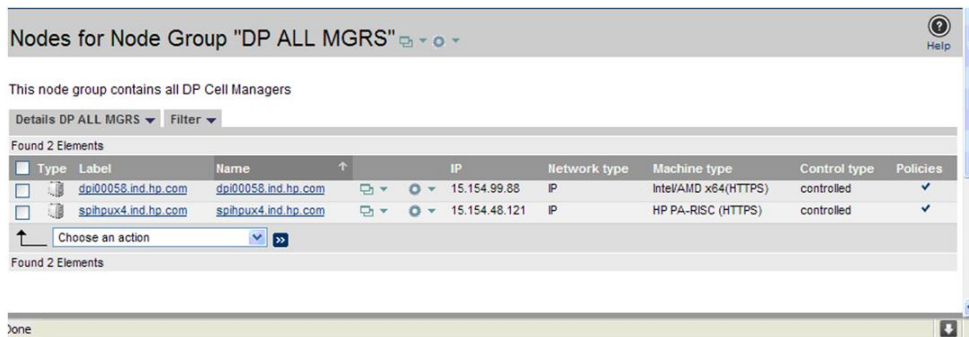 Nodes for Node Group "DP ALL MGRS"
Help
This node group contains all DP Cell Managers
Details DP ALL MGRS Filter
Found 2 Elements
Type Label Name IP Network type Machine type Control type Policies
dpi00058.ind.hp.com dpi00058.ind.hp.com 15.154.99.88 IP Intel/AMD x64(HTTPS) controlled
spihpux4.ind.hp.com spihpux4.ind.hp.com 15.154.48.121 IP HP PA-RISC (HTTPS) controlled
Choose an action
Found 2 Elements
Done